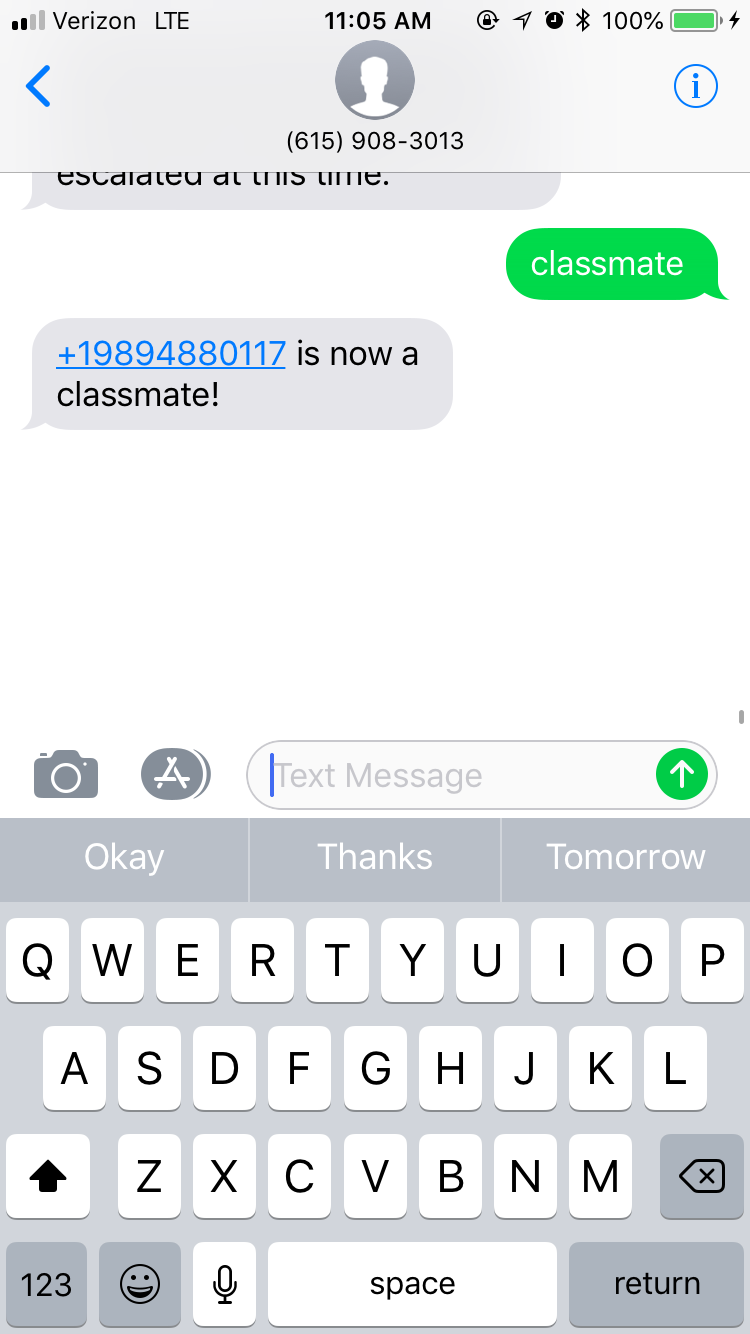 Verizon LTE 11:05 AM 100%
(615) 908-3013
escalated at this time.
classmate
+19894880117 is now a
classmate!
Text Message
Okay Thanks Tomorrow
Q W E R T Y U I O P
A S D F G H J K L
Z X C V B N M
123 space return